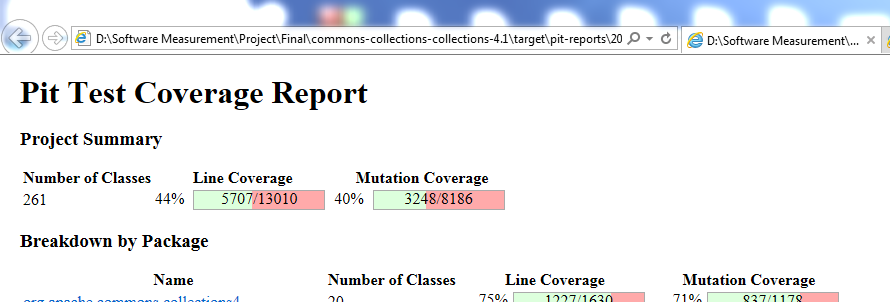 D:\Software Measurement\Project\Final\commons-collections-collections-4.1\target\pit-reports\20
D:\Software Measurement\...
Pit Test Coverage Report
Project Summary
Number of Classes Line Coverage Mutation Coverage
261 44% 5707/13010 40% 3248/8186
Breakdown by Package
Name Number of Classes Line Coverage Mutation Coverage
org.apache.commons.collections4 20 75% 1227/1630 71% 837/1178